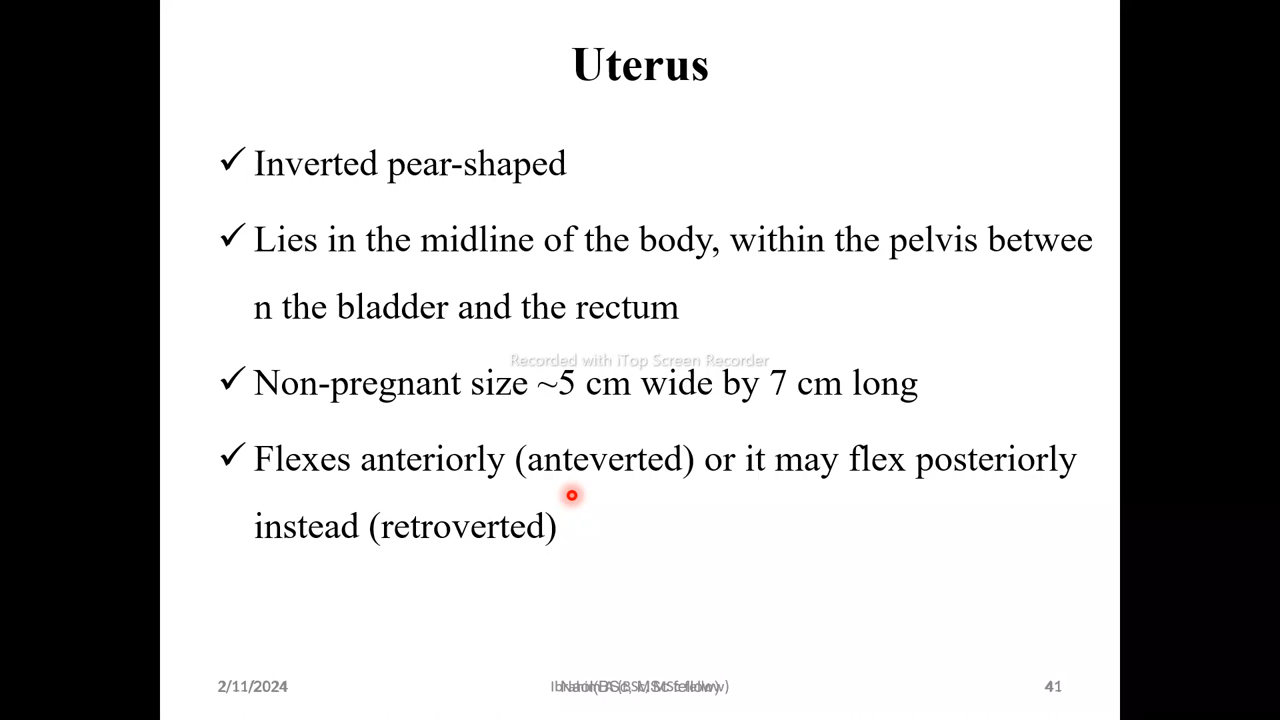 Uterus
✓ Inverted pear-shaped
✓ Lies in the midline of the body, within the pelvis betwee
n the bladder and the rectum
Recorded with iTop Screen Recorder
✓ Non-pregnant size ~5 cm wide by 7 cm long
✓ Flexes anteriorly (anteverted) or it may flex posteriorly
instead (retroverted)
2/11/2024
41